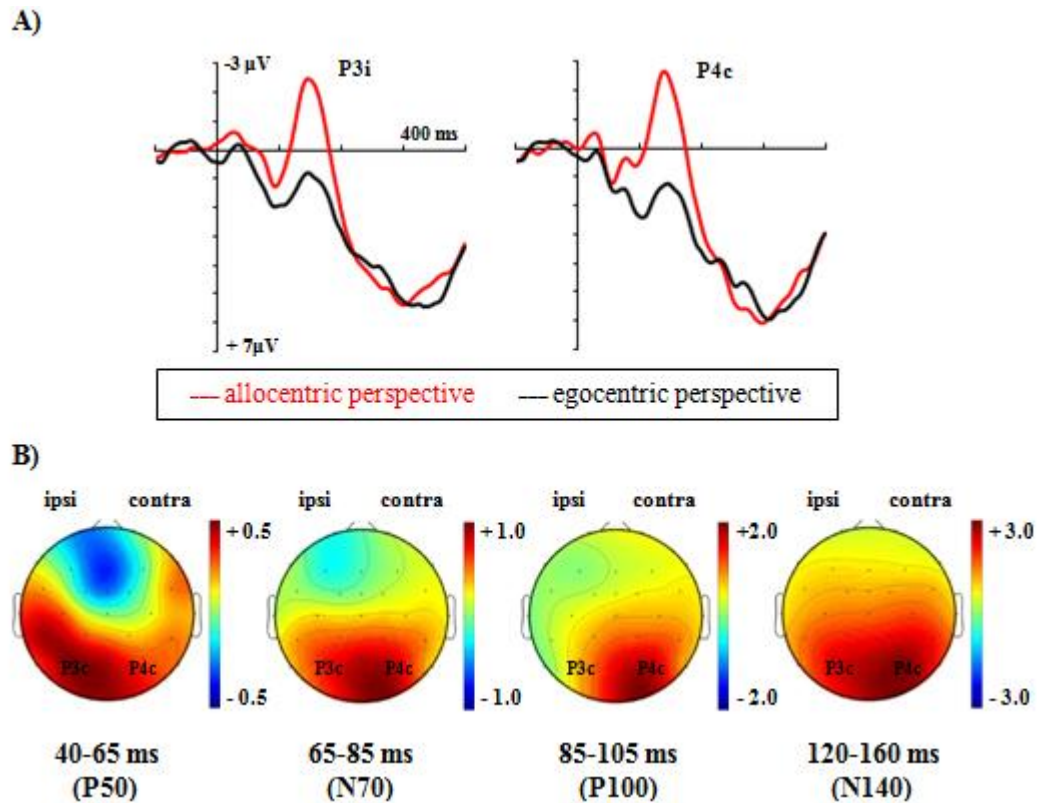 A)
-3 µV P3i P4c
400 ms
+ 7µV
--- allocentric perspective --- egocentric perspective
B)
ipsi contra ipsi contra ipsi contra ipsi contra
+ 0.5 + 1.0 + 2.0 + 3.0
P3c P4c P3c P4c P3c P4c P3c P4c
- 0.5 - 1.0 - 2.0 - 3.0
40-65 ms 65-85 ms 85-105 ms 120-160 ms
(P50) (N70) (P100) (N140)